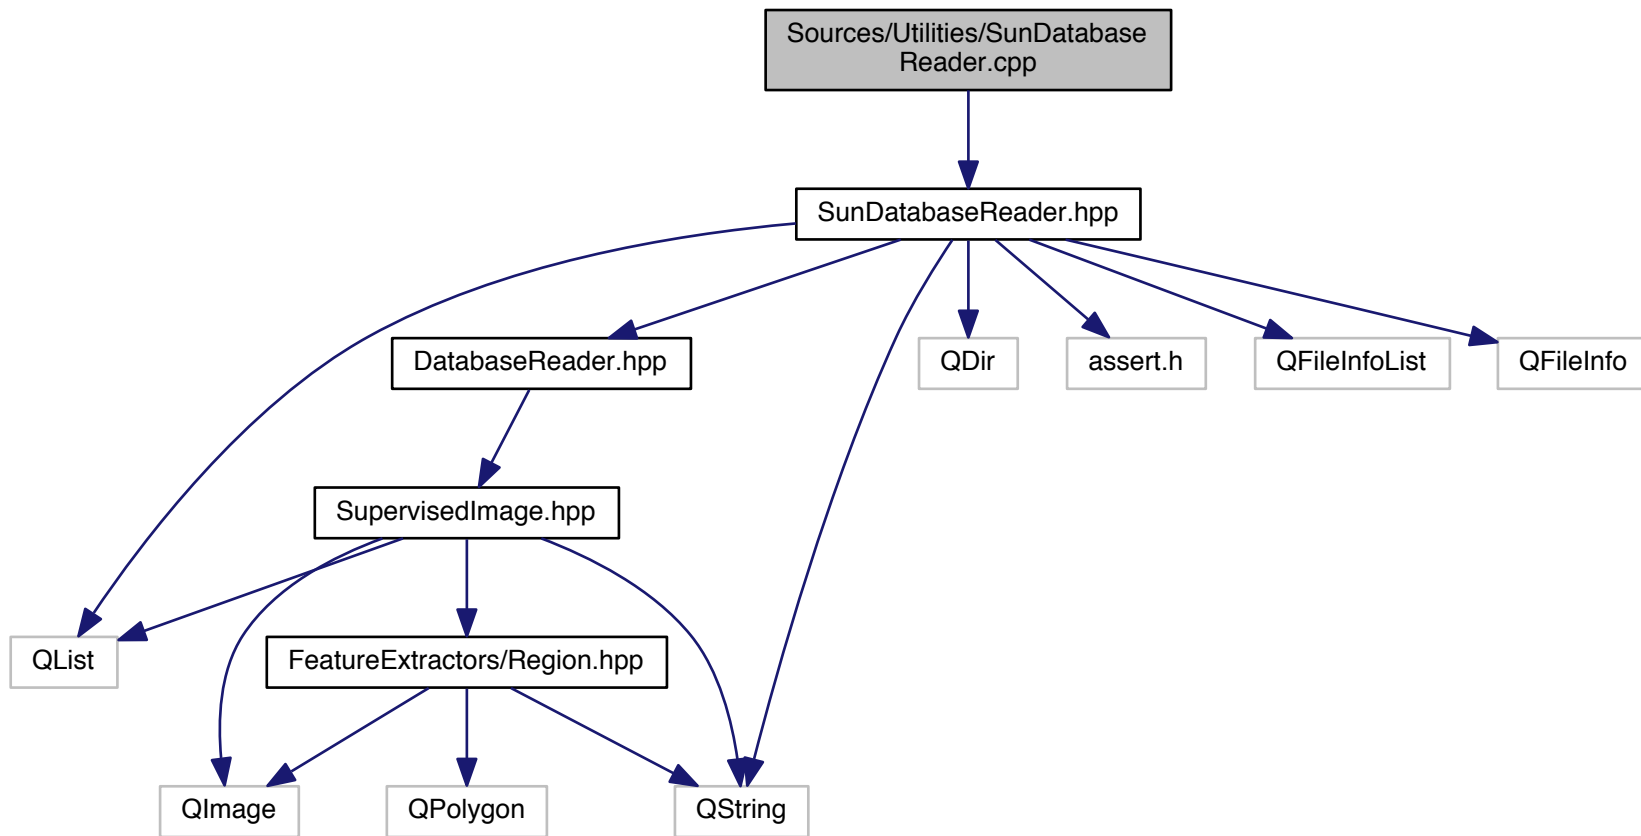 Sources/Utilities/SunDatabase
Reader.cpp
SunDatabaseReader.hpp
DatabaseReader.hpp
QDir
assert.h
QFileInfoList
QFileInfo
SupervisedImage.hpp
QList
FeatureExtractors/Region.hpp
QImage
QPolygon
QString